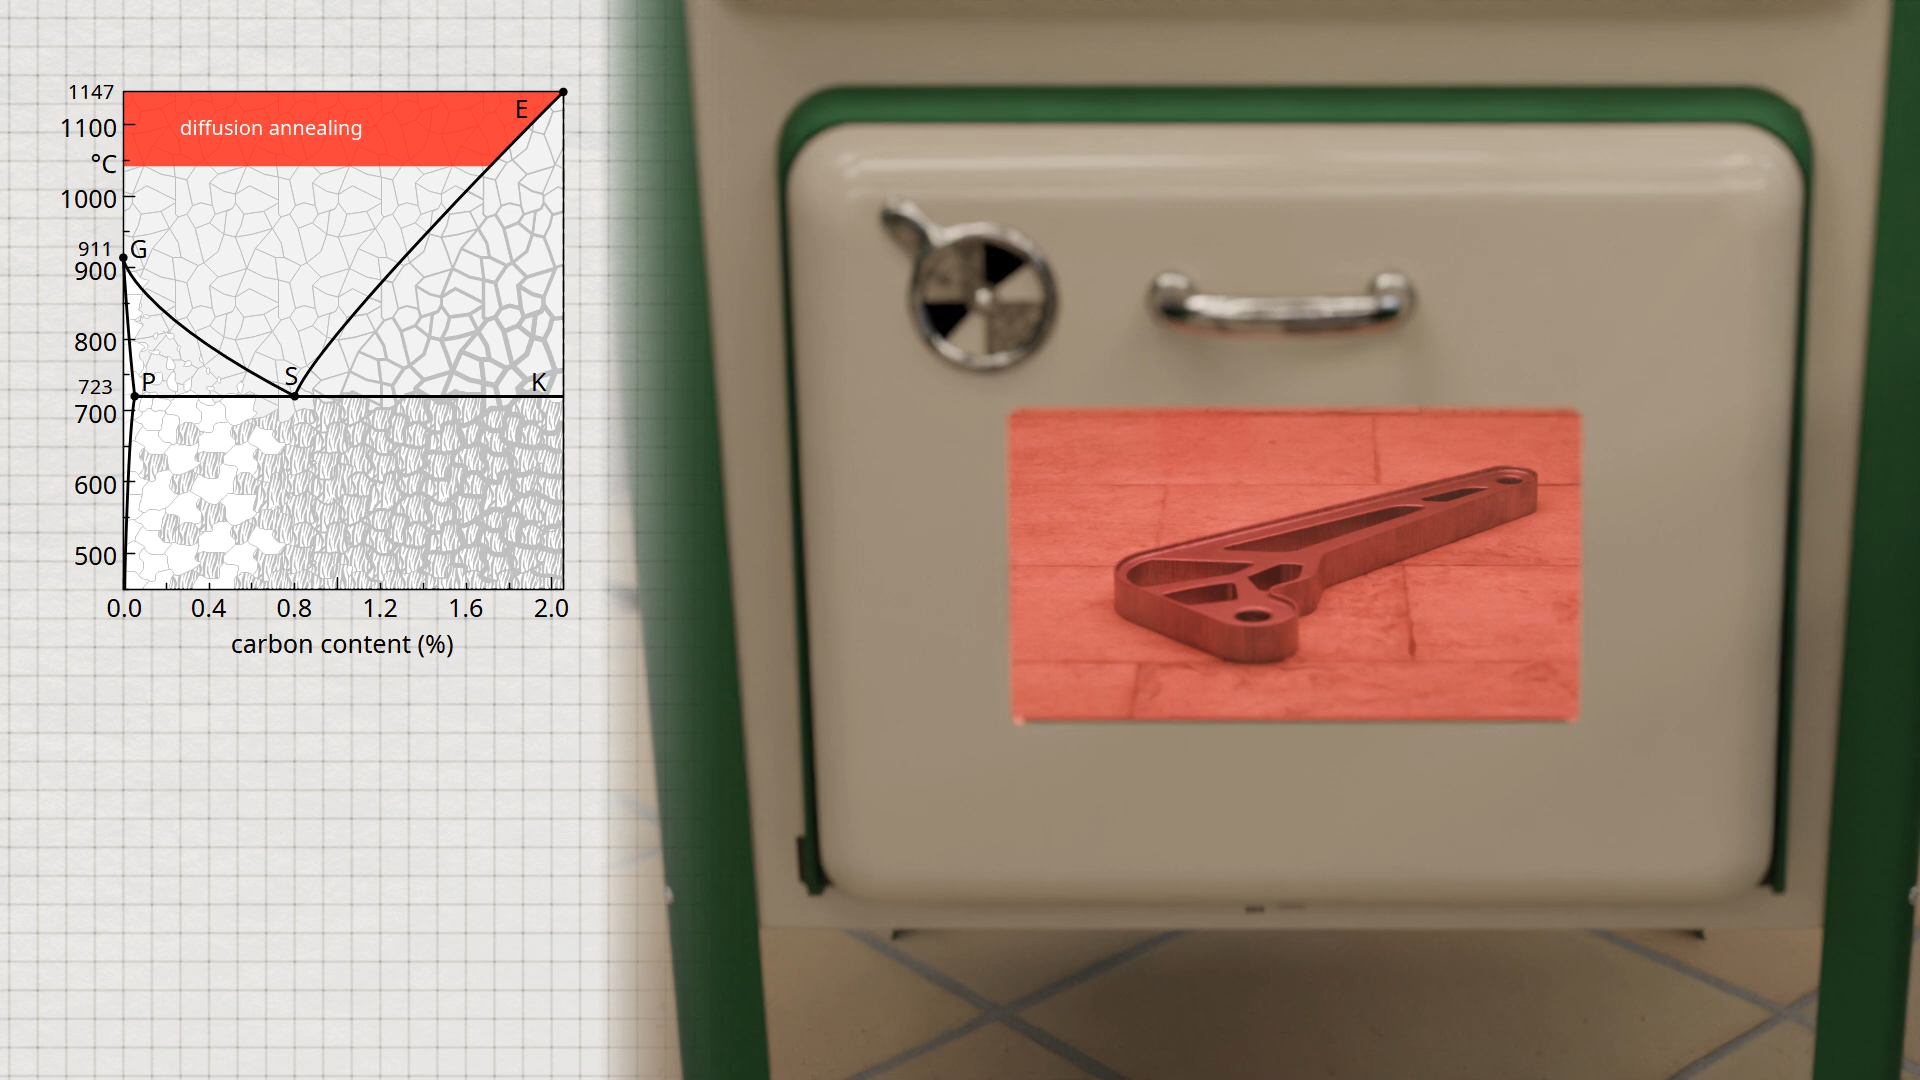 1147
E
diffusion annealing
1100
°C
1000
911
G
900
800
S
723
P
K
700
600
500
0.0 0.4 0.8 1.2 1.6 2.0
carbon content (%)